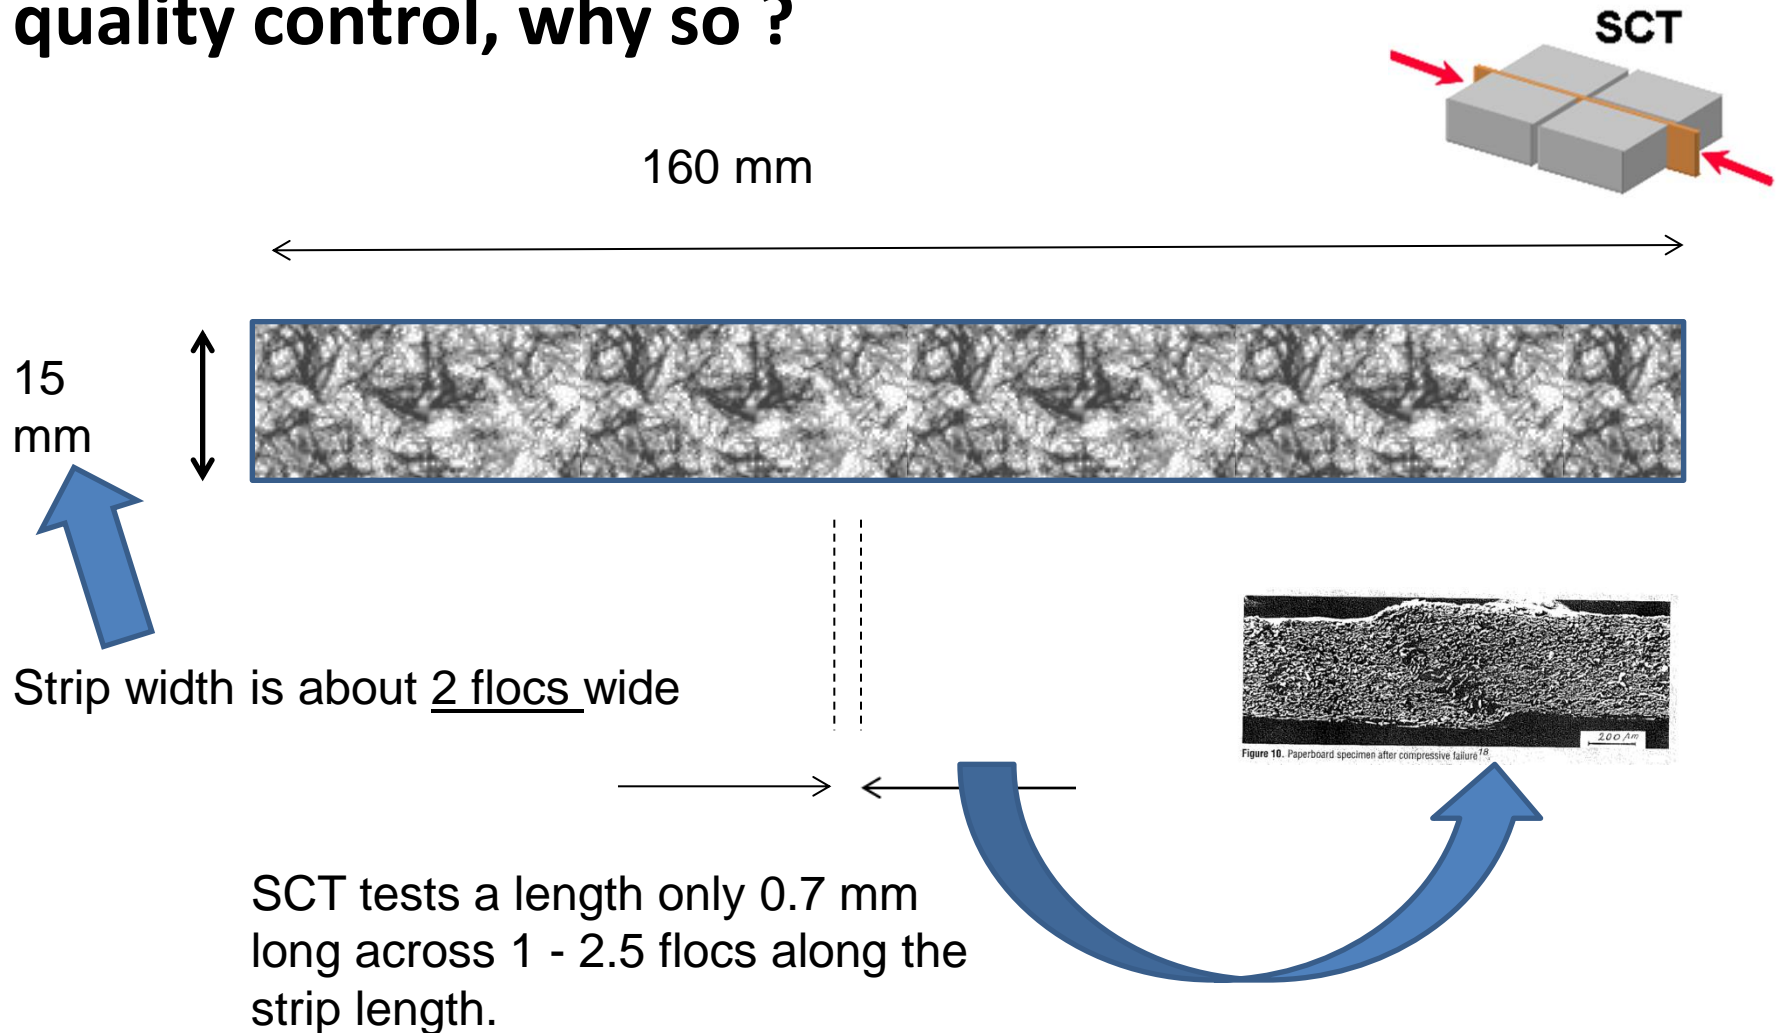 quality control, why so ?
SCT
160 mm
15
mm
Strip width is about 2 flocs wide
200 µm
Figure 10. Paperboard specimen after compressive failure18
SCT tests a length only 0.7 mm
long across 1 - 2.5 flocs along the
strip length.